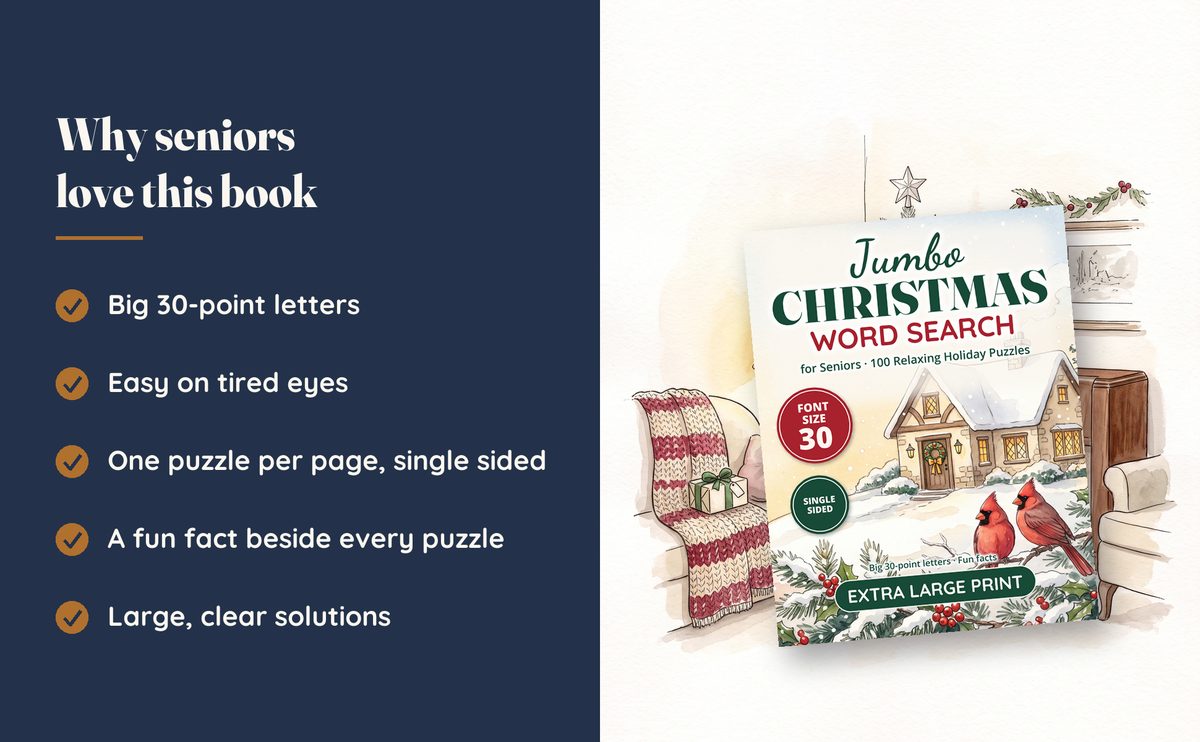 Why seniors
love this book
Big 30-point letters
Easy on tired eyes
One puzzle per page, single sided
A fun fact beside every puzzle
Large, clear solutions
Jumbo
CHRISTMAS
WORD SEARCH
for Seniors · 100 Relaxing Holiday Puzzles
FONT
SIZE
30
SINGLE
SIDED
Big 30-point letters · Fun facts
EXTRA LARGE PRINT